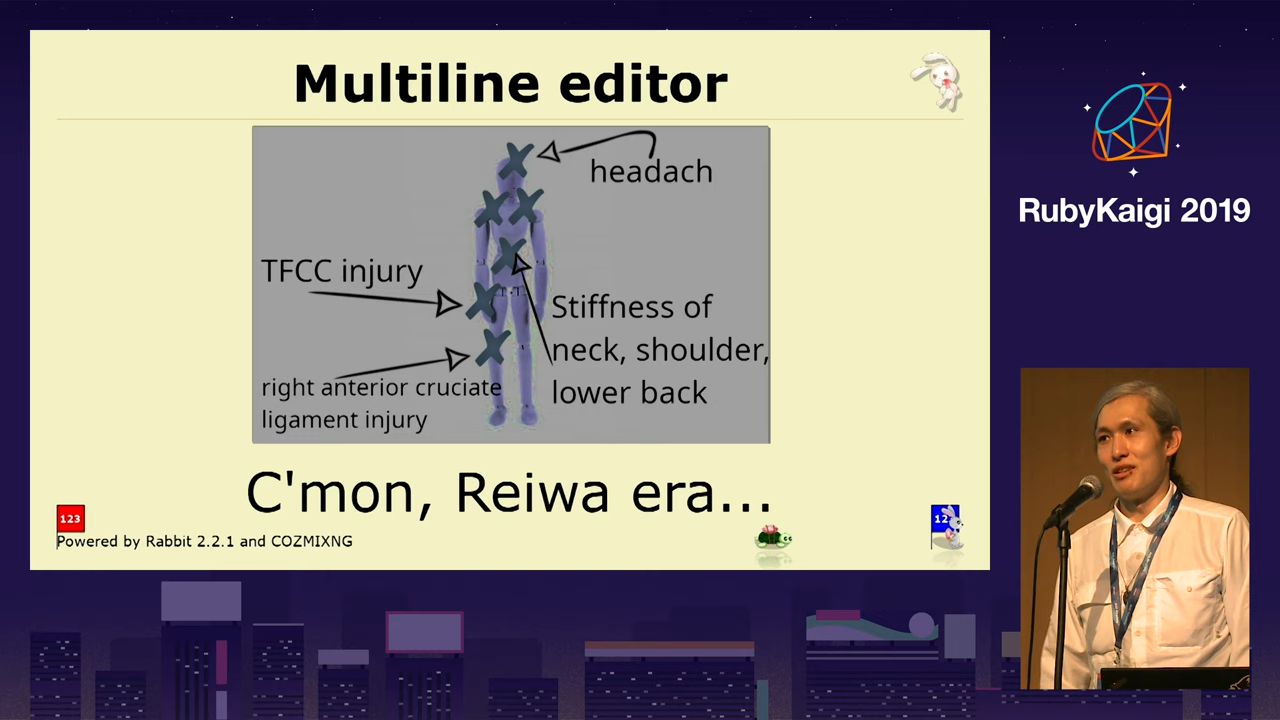 Multiline editor
headach
TFCC injury
Stiffness of
neck, shoulder,
lower back
right anterior cruciate
ligament injury
C'mon, Reiwa era...
123
12
Powered by Rabbit 2.2.1 and COZMIXNG
RubyKaigi 2019